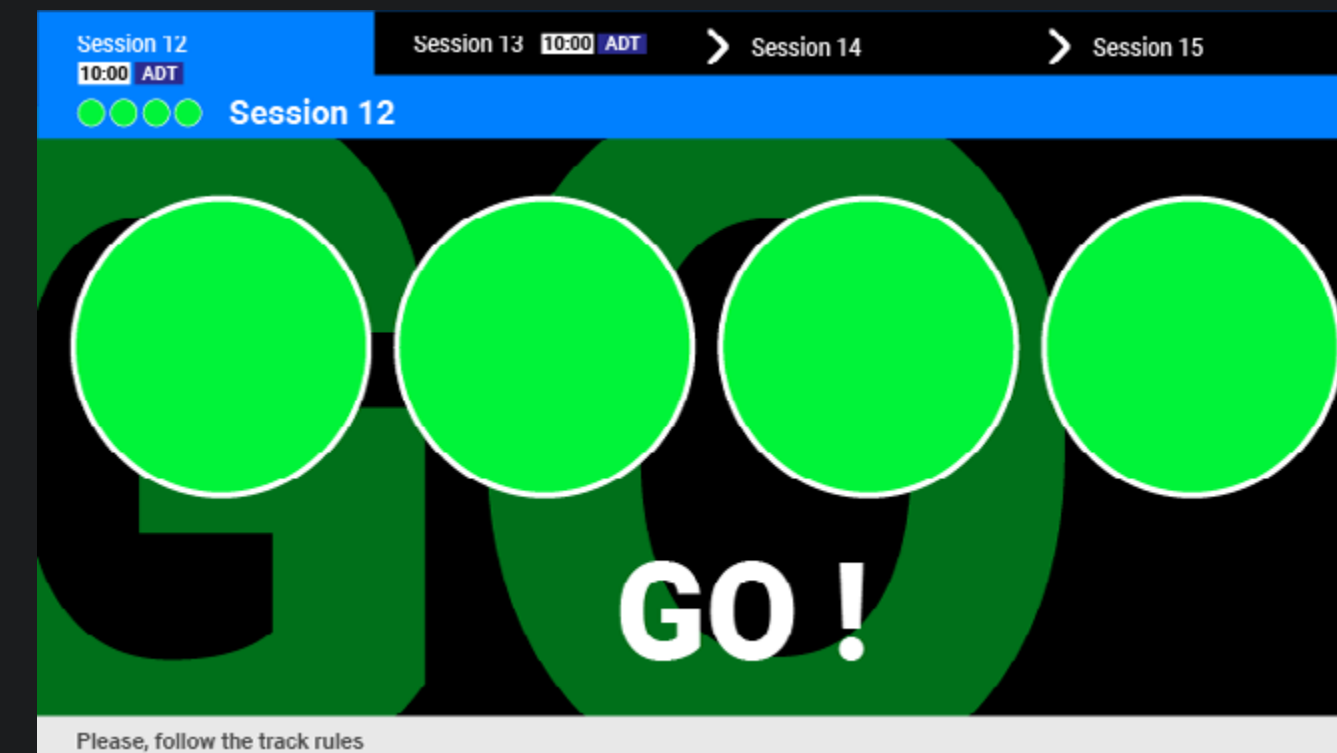 Session 12
10:00 ADT
Session 13 10:00 ADT
Session 14
Session 15
Session 12
GO
GO !
Please, follow the track rules